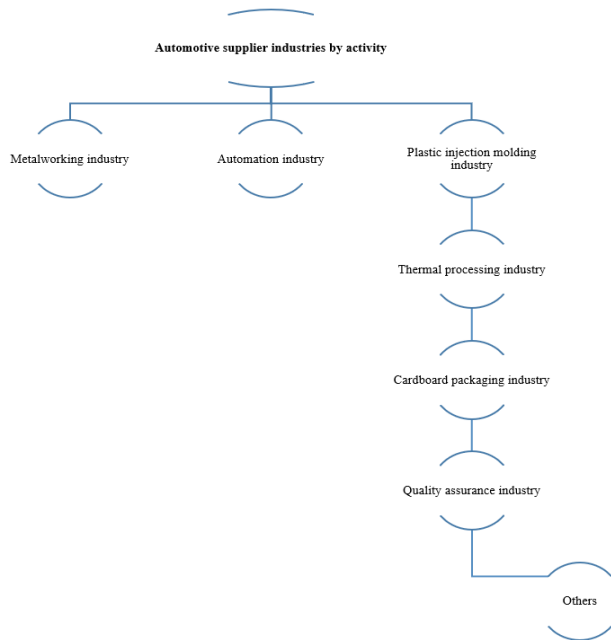 Automotive supplier industries by activity
Metalworking industry
Automation industry
Plastic injection molding
industry
Thermal processing industry
Cardboard packaging industry
Quality assurance industry
Others